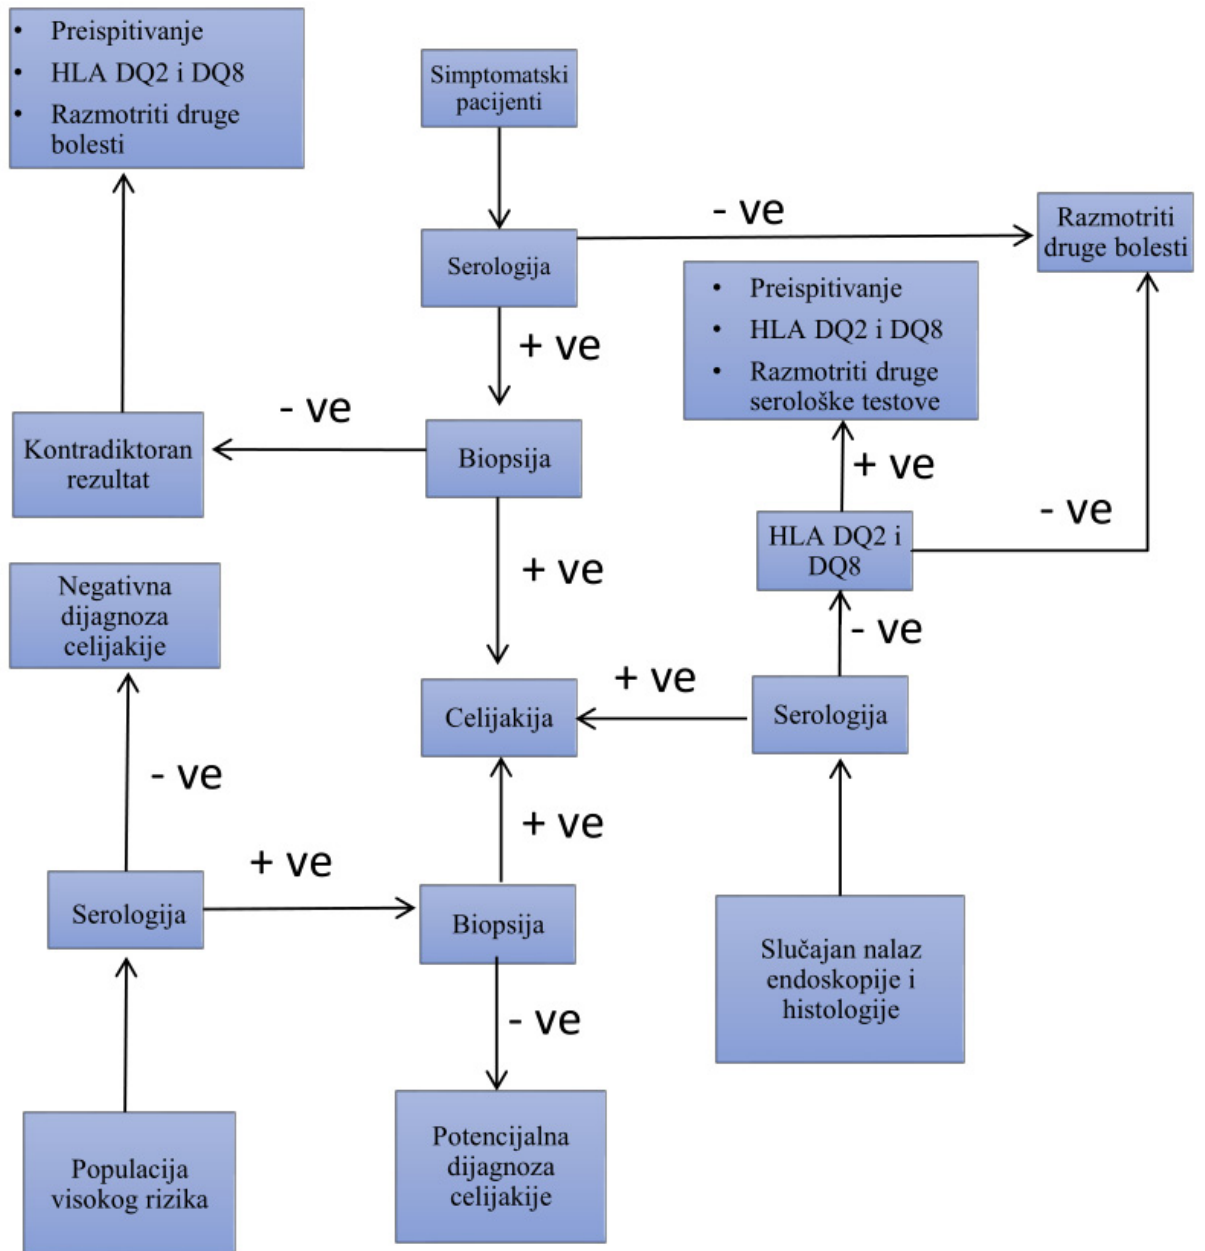 • Preispitivanje
• HLA DQ2 i DQ8
• Razmotriti druge
bolesti
Simptomatski
pacijenti
- ve
Razmotriti
druge bolesti
Serologija
• Preispitivanje
• HLA DQ2 i DQ8
• Razmotriti druge
serološke testove
+ ve
- ve
Kontradiktoran
rezultat
Biopsija
+ ve
- ve
HLA DQ2 i
DQ8
+ ve
Negativna
dijagnoza
celijakije
- ve
+ ve
Celijakija
Serologija
- ve
+ ve
+ ve
Serologija
Biopsija
Slučajan nalaz
endoskopije i
histologije
- ve
Populacija
visokog rizika
Potencijalna
dijagnoza
celijakije